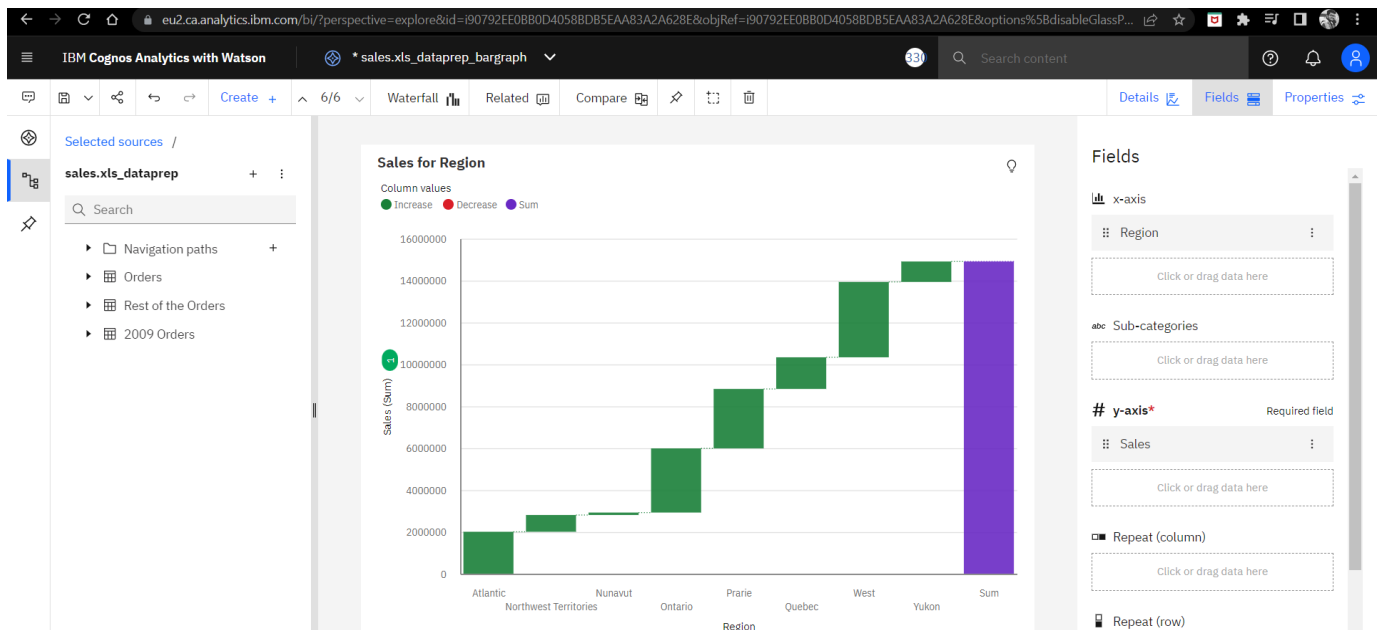 eu2.ca.analytics.ibm.com/bi/?perspective=explore&id=i90792EE0BB0D4058BDB5EAA83A2A628E&objRef=i90792EE0BB0D4058BDB5EAA83A2A628E&options%5BdisableGlassP...
IBM Cognos Analytics with Watson
* sales.xls_dataprep_bargraph
330
Search content
Create +
6/6
Waterfall
Related
Compare
Details
Fields
Properties
Selected sources /
sales.xls_dataprep
Search
Navigation paths
Orders
Rest of the Orders
2009 Orders
Sales for Region
Column values
Increase Decrease Sum
16000000
14000000
12000000
10000000
8000000
6000000
4000000
2000000
0
1
Sales (Sum)
Atlantic
Northwest Territories
Nunavut
Ontario
Prarie
Quebec
West
Yukon
Sum
Region
Fields
x-axis
Region
Click or drag data here
abc Sub-categories
Click or drag data here
# y-axis* Required field
Sales
Click or drag data here
Repeat (column)
Click or drag data here
Repeat (row)